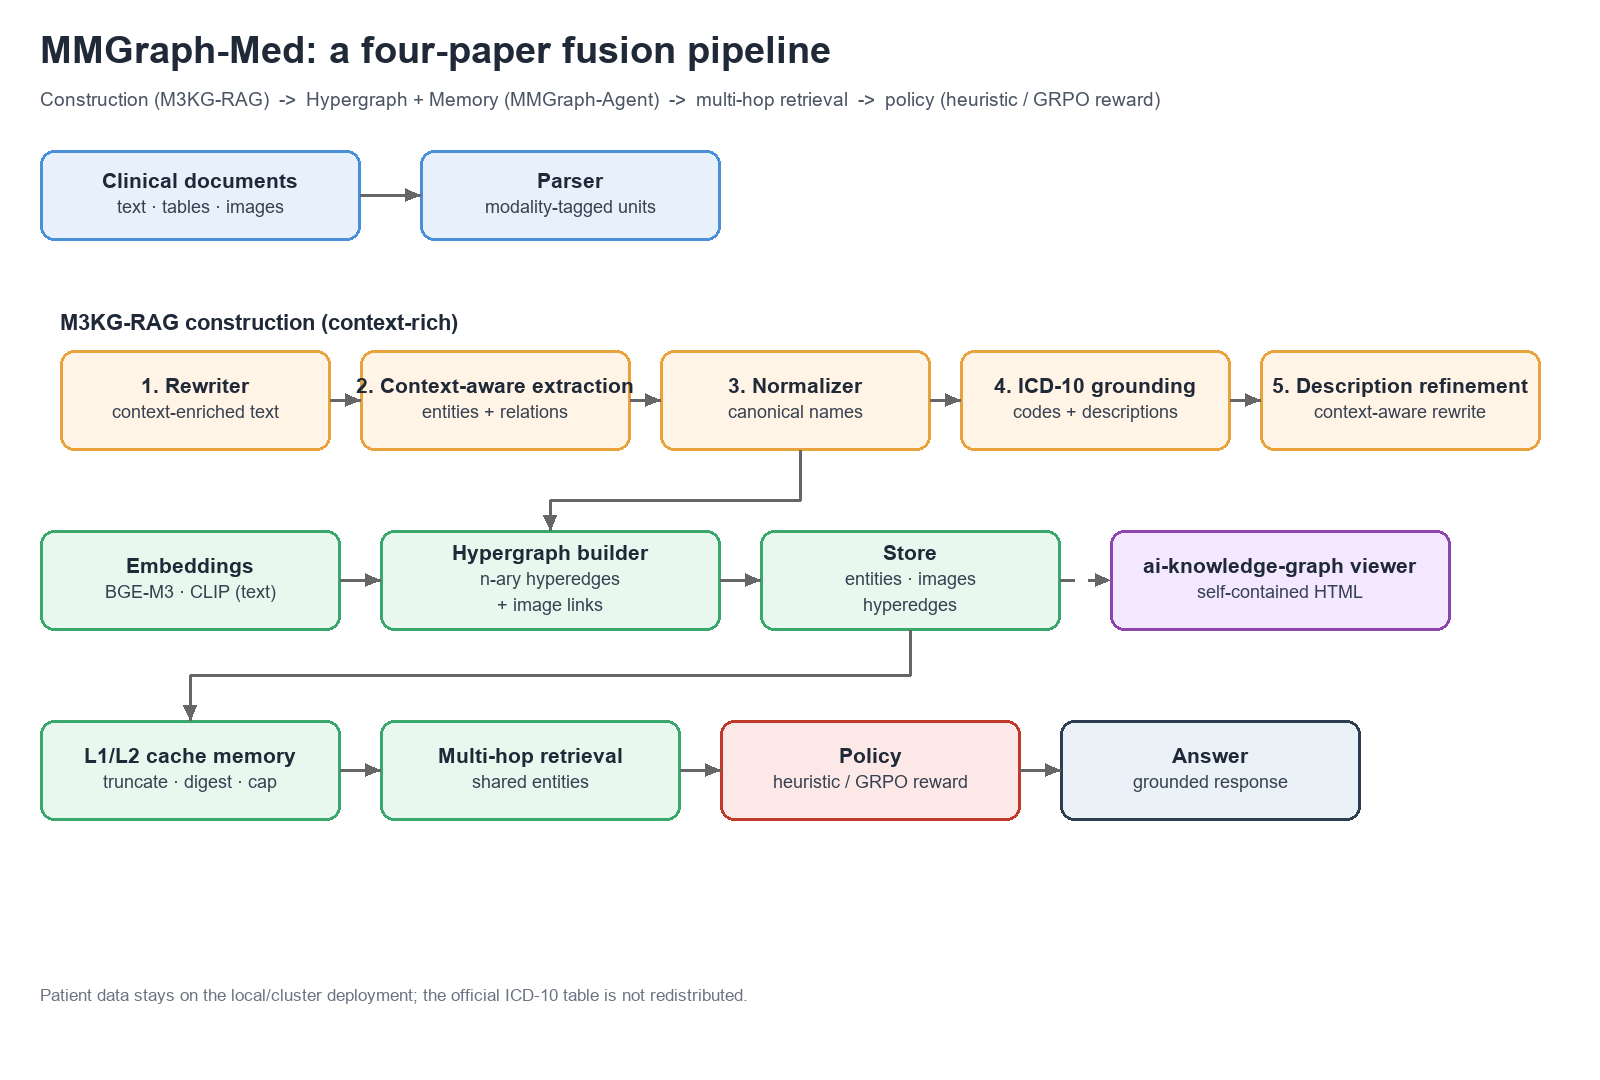 MMGraph-Med: a four-paper fusion pipeline
Construction (M3KG-RAG) -> Hypergraph + Memory (MMGraph-Agent) -> multi-hop retrieval -> policy (heuristic / GRPO reward)
Clinical documents
text · tables · images
Parser
modality-tagged units
M3KG-RAG construction (context-rich)
1. Rewriter
context-enriched text
2. Context-aware extraction
entities + relations
3. Normalizer
canonical names
4. ICD-10 grounding
codes + descriptions
5. Description refinement
context-aware rewrite
Embeddings
BGE-M3 · CLIP (text)
Hypergraph builder
n-ary hyperedges
+ image links
Store
entities · images
hyperedges
ai-knowledge-graph viewer
self-contained HTML
L1/L2 cache memory
truncate · digest · cap
Multi-hop retrieval
shared entities
Policy
heuristic / GRPO reward
Answer
grounded response
Patient data stays on the local/cluster deployment; the official ICD-10 table is not redistributed.